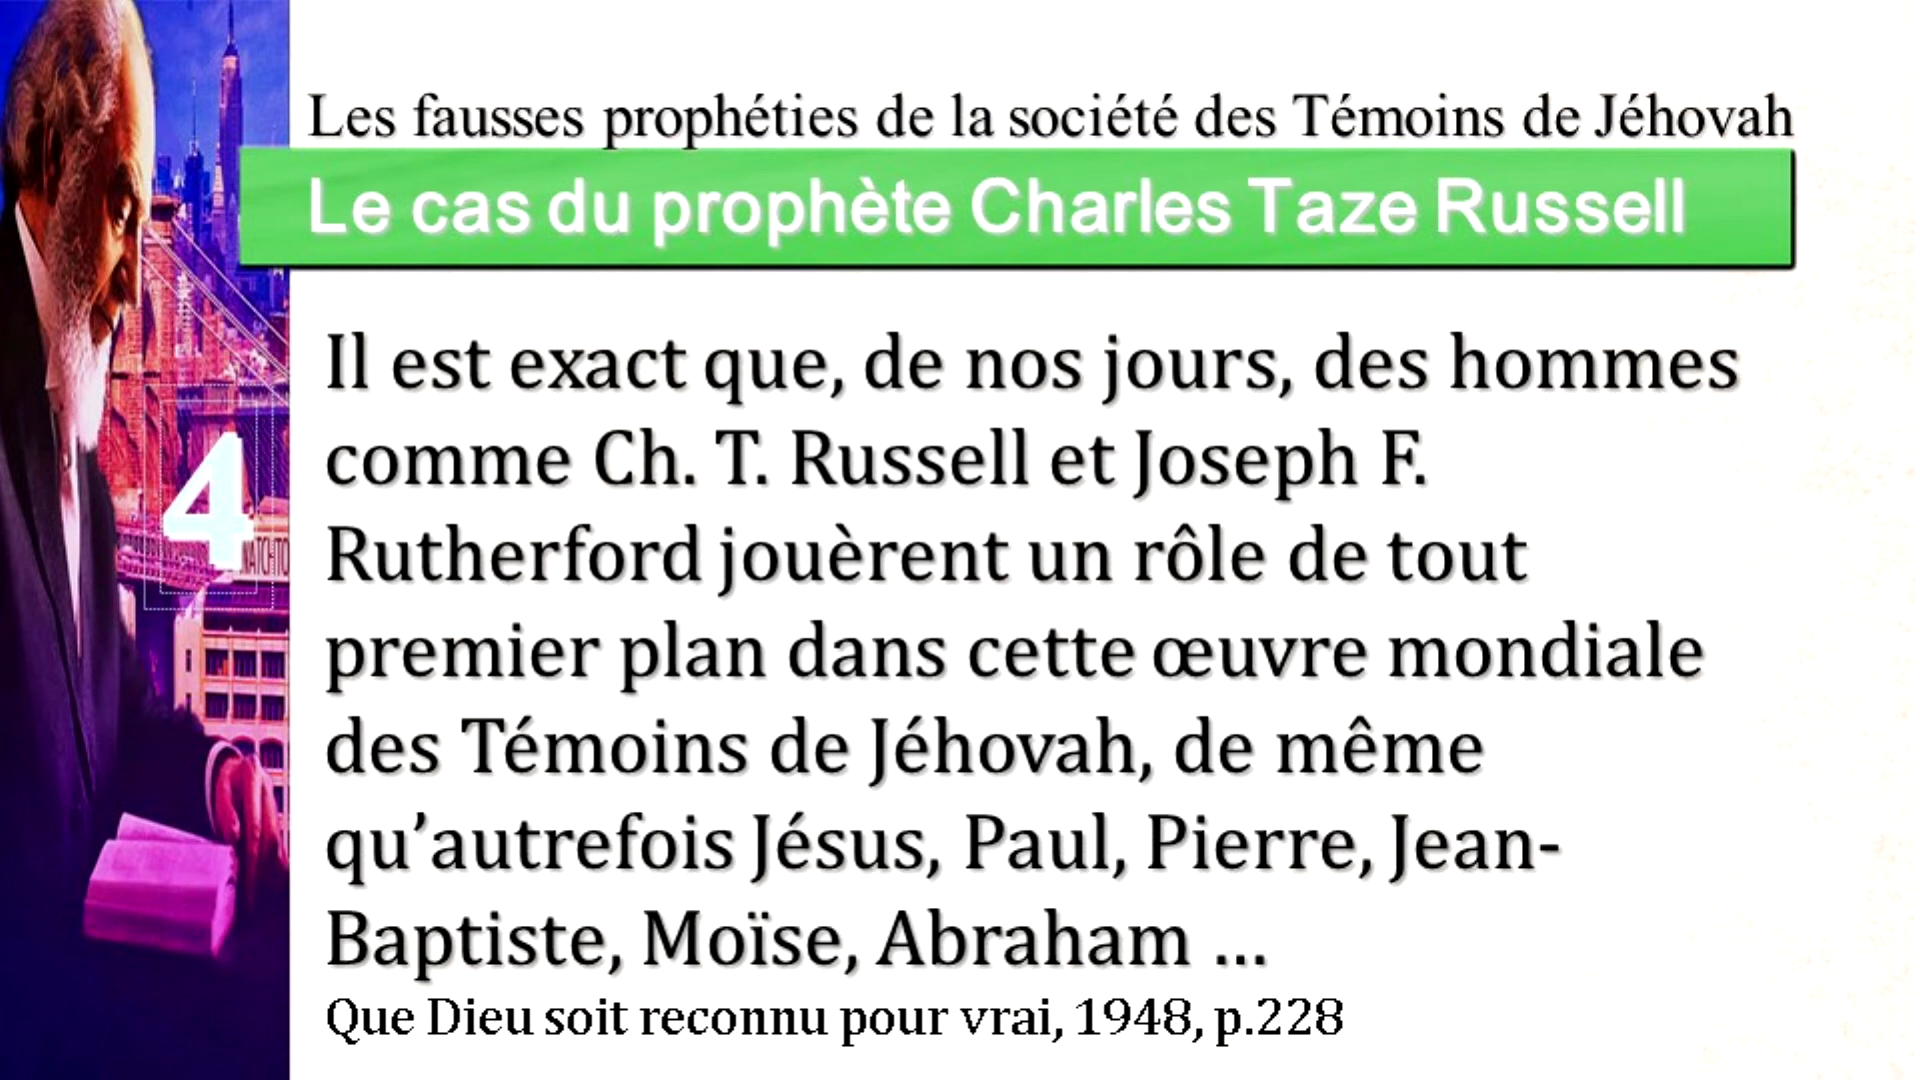 Les fausses prophéties de la société des Témoins de Jéhovah
Le cas du prophète Charles Taze Russell
Il est exact que, de nos jours, des hommes
comme Ch. T. Russell et Joseph F.
Rutherford jouèrent un rôle de tout
premier plan dans cette œuvre mondiale
des Témoins de Jéhovah, de même
qu’autrefois Jésus, Paul, Pierre, Jean-
Baptiste, Moïse, Abraham ...
Que Dieu soit reconnu pour vrai, 1948, p.228
4